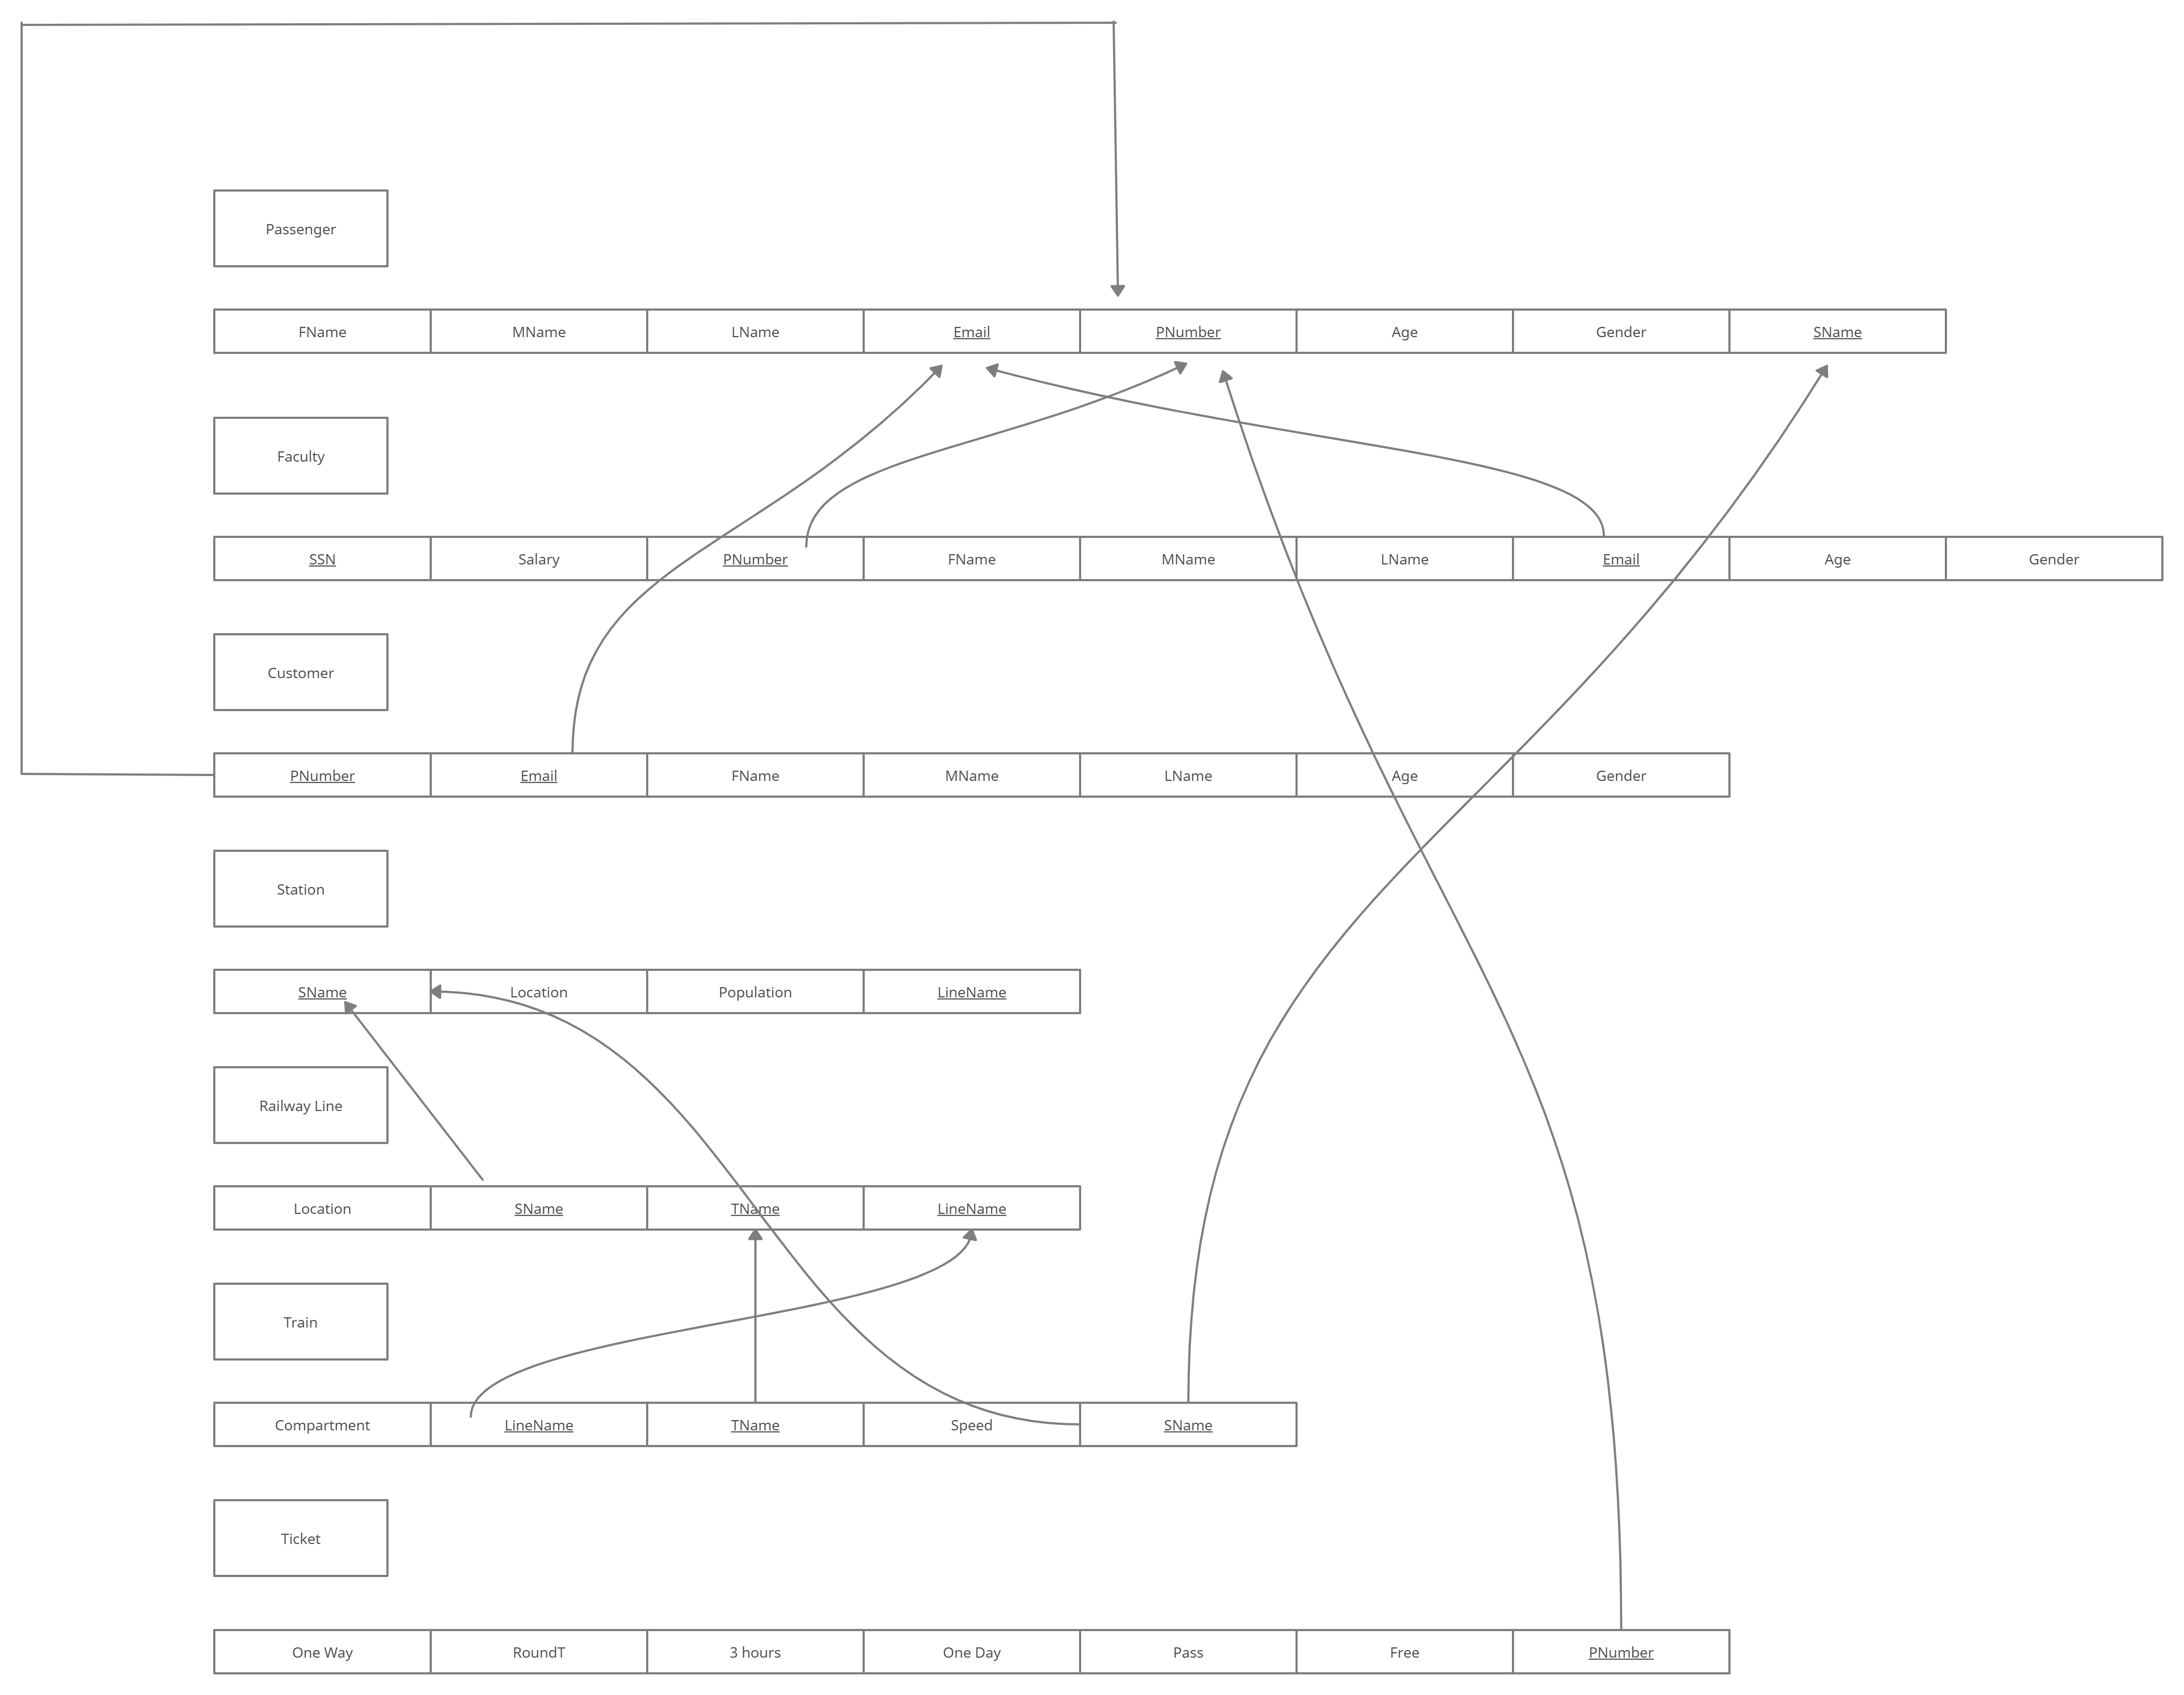 Passenger
FName MName LName Email PNumber Age Gender SName
Faculty
SSN Salary PNumber FName MName LName Email Age Gender
Customer
PNumber Email FName MName LName Age Gender
Station
SName Location Population LineName
Railway Line
Location SName TName LineName
Train
Compartment LineName TName Speed SName
Ticket
One Way RoundT 3 hours One Day Pass Free PNumber